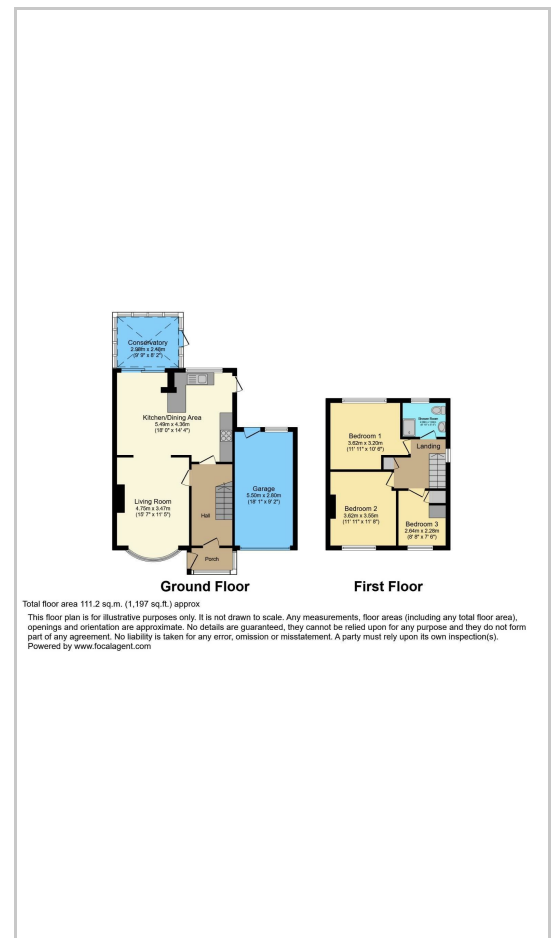 Conservatory
2.98m x 2.48m
(9' 9" x 8' 2")
Kitchen/Dining Area
5.49m x 4.36m
(18' 0" x 14' 4")
Living Room
4.75m x 3.47m
(15' 7" x 11' 5")
Hall
Garage
5.50m x 2.80m
(18' 1" x 9' 2")
Porch
Ground Floor
Shower Room
Bedroom 1
3.62m x 3.20m
(11' 11" x 10' 6")
Landing
Bedroom 2
3.62m x 3.55m
(11' 11" x 11' 8")
Bedroom 3
2.64m x 2.28m
(8' 8" x 7' 6")
First Floor
Total floor area 111.2 sq.m. (1,197 sq.ft.) approx
This floor plan is for illustrative purposes only. It is not drawn to scale. Any measurements, floor areas (including any total floor area),
openings and orientation are approximate. No details are guaranteed, they cannot be relied upon for any purpose and they do not form
part of any agreement. No liability is taken for any error, omission or misstatement. A party must rely upon its own inspection(s).
Powered by www.focalagent.com